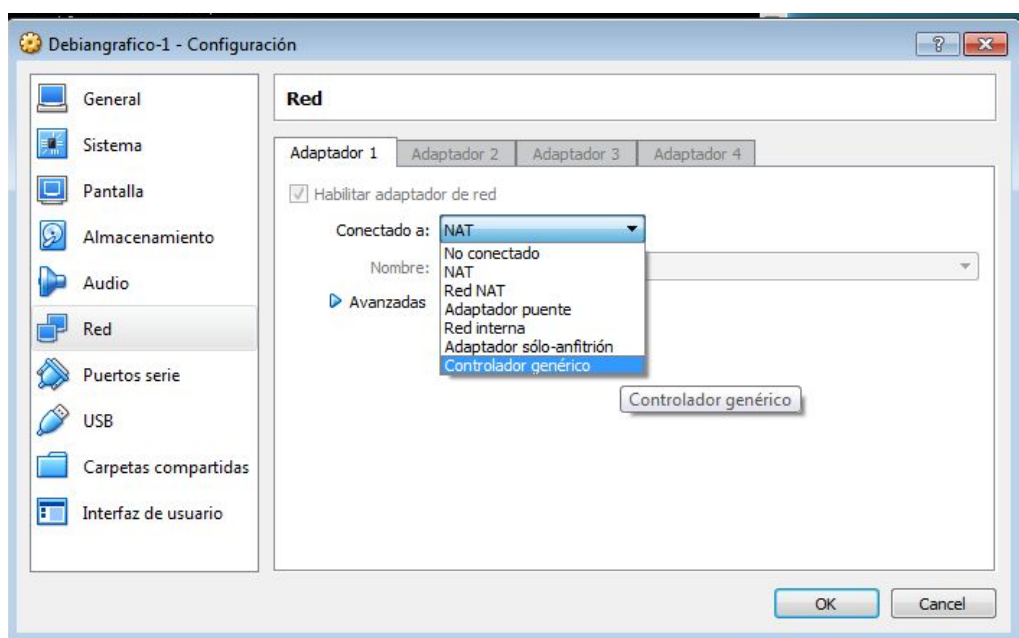 Debiangrafico-1 - Configuración
General
Sistema
Pantalla
Almacenamiento
Audio
Red
Puertos serie
USB
Carpetas compartidas
Interfaz de usuario
Red
Adaptador 1 Adaptador 2 Adaptador 3 Adaptador 4
Habilitar adaptador de red
Conectado a: NAT
Nombre:
Avanzadas
No conectado
NAT
Red NAT
Adaptador puente
Red interna
Adaptador sólo-anfitrión
Controlador genérico
Controlador genérico
OK Cancel